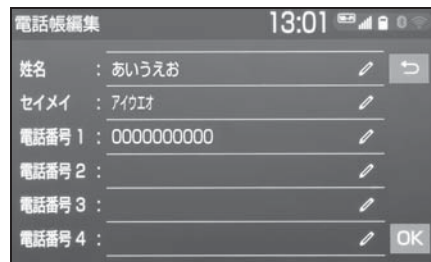 電話帳編集 13:01
姓名 : あいうえお
セイメイ : アイウエオ
電話番号1 : 0000000000
電話番号2 :
電話番号3 :
電話番号4 : OK